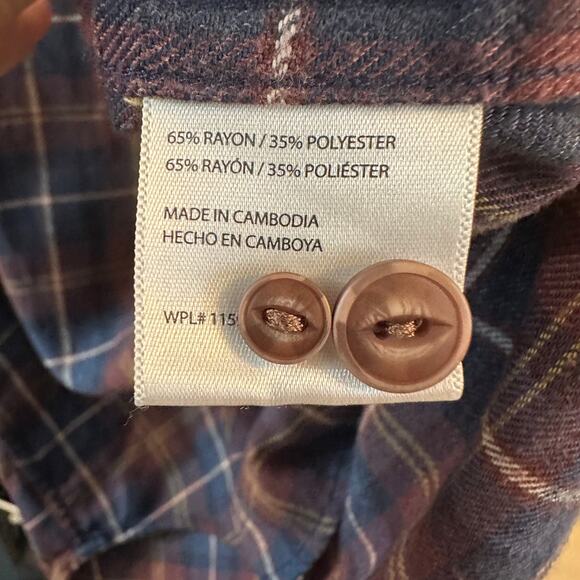 65% RAYON / 35% POLYESTER
65% RAYÓN / 35% POLIÉSTER
MADE IN CAMBODIA
HECHO EN CAMBOYA
WPL# 115